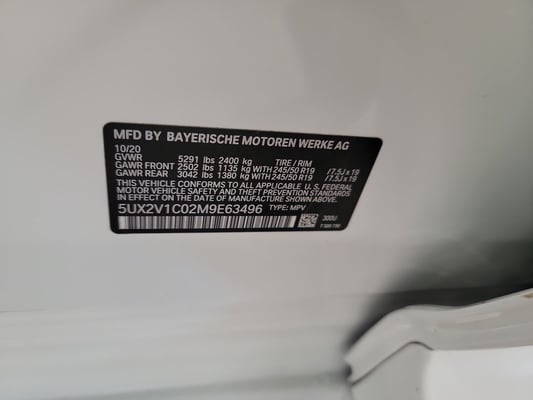 MFD BY BAYERISCHE MOTOREN WERKE AG
10/20
GVWR 5291 lbs 2400 kg TIRE / RIM
GAWR FRONT 2502 lbs 1135 kg WITH 245/50 R19 /7.5J x 19
GAWR REAR 3042 lbs 1380 kg WITH 245/50 R19 /7.5J x 19
THIS VEHICLE CONFORMS TO ALL APPLICABLE U.S. FEDERAL
MOTOR VEHICLE SAFETY AND THEFT PREVENTION STANDARDS
IN EFFECT ON THE DATE OF MANUFACTURE SHOWN ABOVE.
5UX2V1C02M9E63496 TYPE: MPV
300U